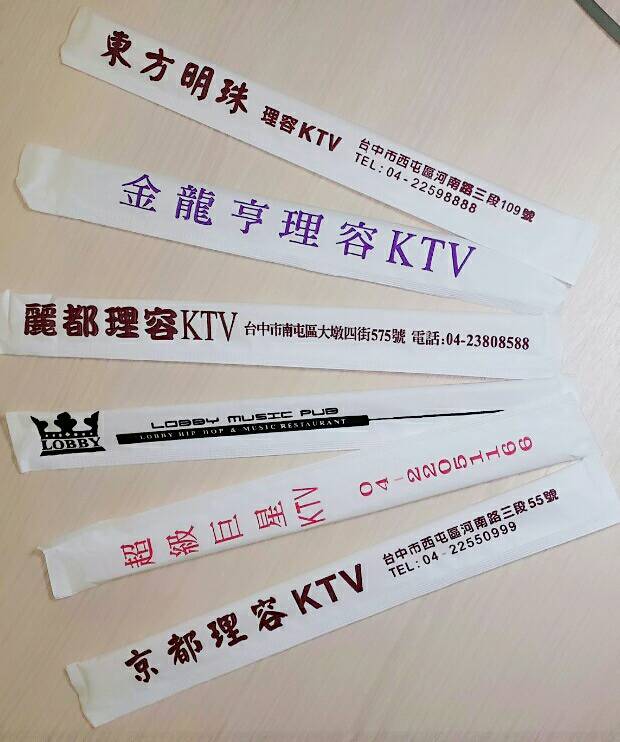 東方明珠 理容KTV
台中市西屯區河南路三段109號
TEL：04-22598888
金龍亨理容KTV
麗都理容KTV 台中市南屯區大墩四街575號 電話:04-23808588
LOBBY
LOBBY MUSIC PUB
LOBBY HIP HOP & MUSIC RESTAURANT
超級巨星KTV 04-22051166
京都理容KTV
台中市西屯區河南路三段55號
TEL：04-22550999